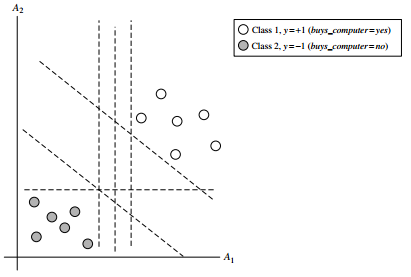 A2
Class 1, y=+1 (buys_computer=yes)
Class 2, y=−1 (buys_computer=no)
A1